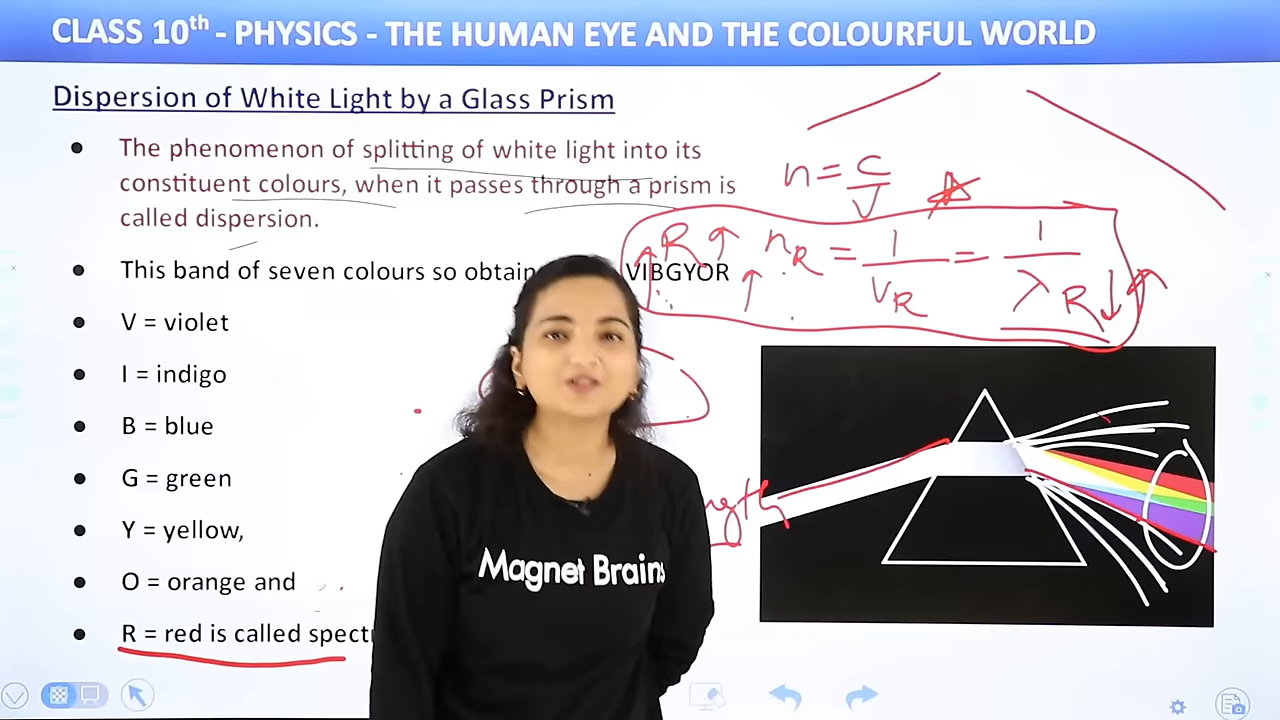 CLASS 10th - PHYSICS - THE HUMAN EYE AND THE COLOURFUL WORLD
Dispersion of White Light by a Glass Prism
• The phenomenon of splitting of white light into its
constituent colours, when it passes through a prism is
called dispersion.
• This band of seven colours so obtain VIBGYOR
• V = violet
• I = indigo
• B = blue
• G = green
• Y = yellow,
• O = orange and
• R = red is called spect
n = C/V
R↑ n_R = 1/V_R = 1/λ_R ↓ ↑
ngth
Magnet Brains